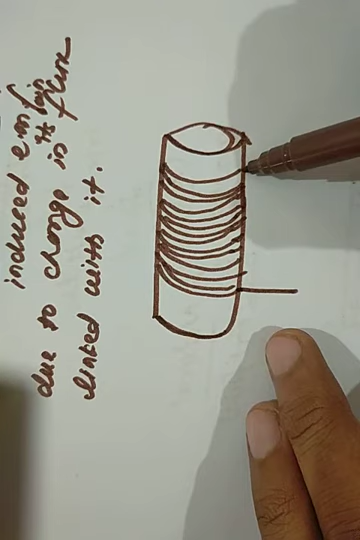 induced emf in
due to change in its flux
linked with it.